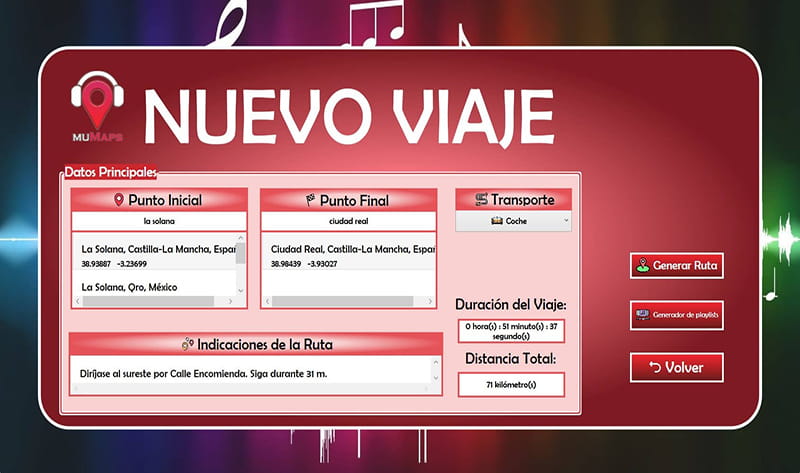 MUMAPS
NUEVO VIAJE
Datos Principales
Punto Inicial
la solana
La Solana, Castilla-La Mancha, Espar
38.93887 -3.23699
La Solana, Qro, México
Punto Final
ciudad real
Ciudad Real, Castilla-La Mancha, Espar
38.98439 -3.93027
Transporte
Coche
Indicaciones de la Ruta
Diríjase al sureste por Calle Encomienda. Siga durante 31 m.
Duración del Viaje:
0 hora(s) : 51 minuto(s) : 37
segundo(s)
Distancia Total:
71 kilómetro(s)
Generar Ruta
Generador de playlists
Volver